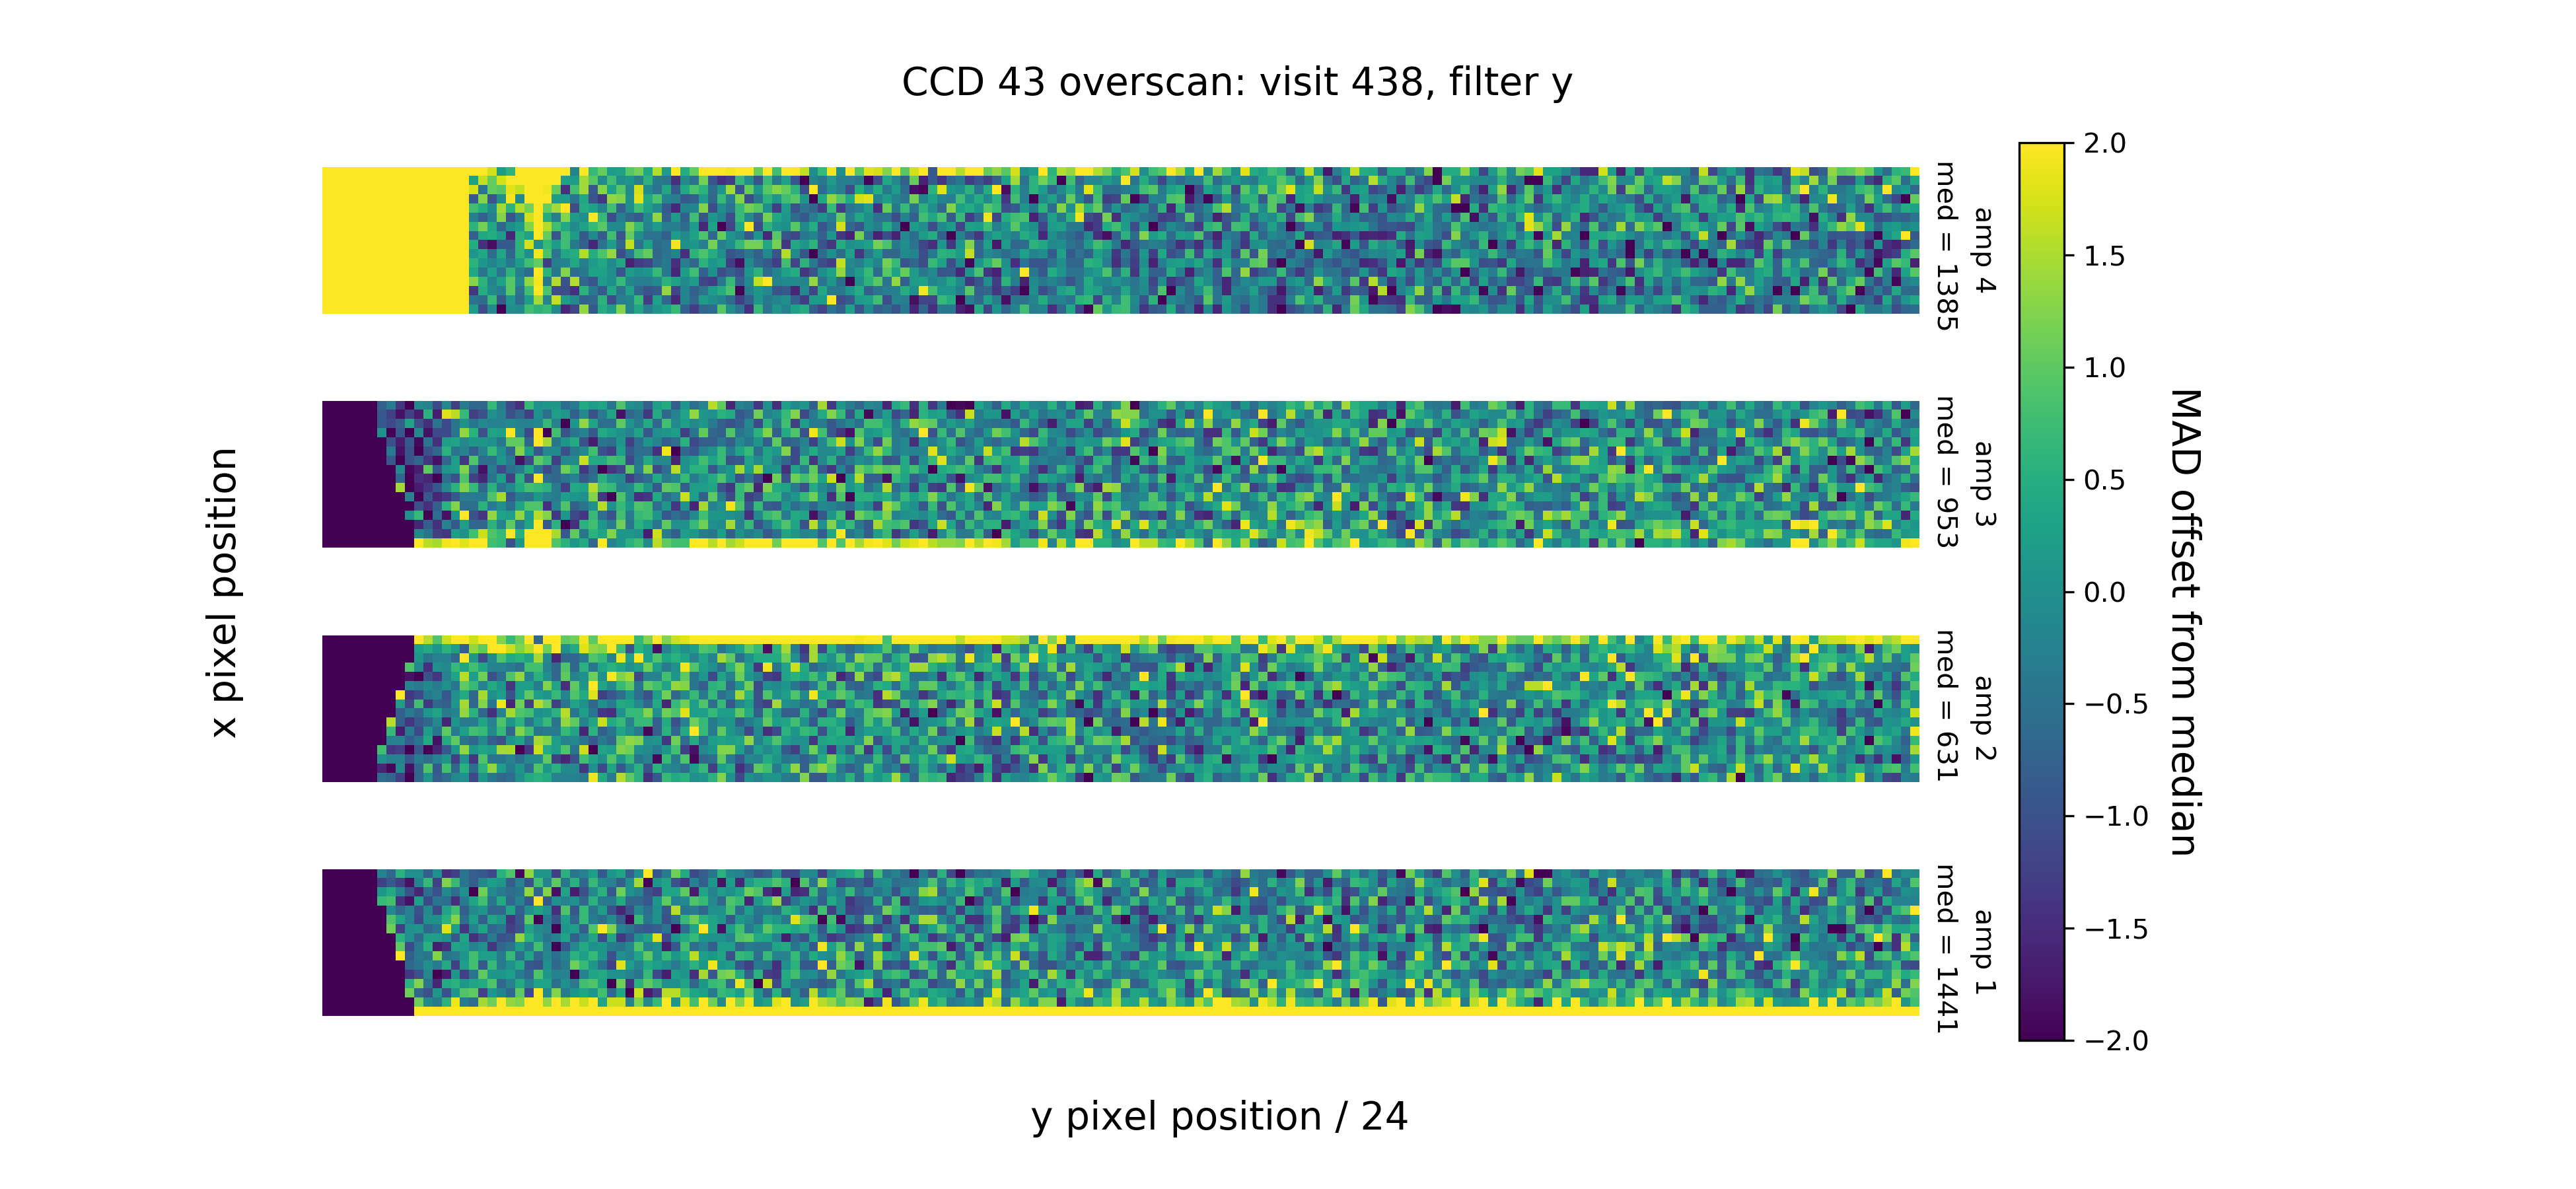 CCD 43 overscan: visit 438, filter y
x pixel position
amp 4
med = 1385
amp 3
med = 953
amp 2
med = 631
amp 1
med = 1441
y pixel position / 24
2.0
1.5
1.0
0.5
0.0
−0.5
−1.0
−1.5
−2.0
MAD offset from median